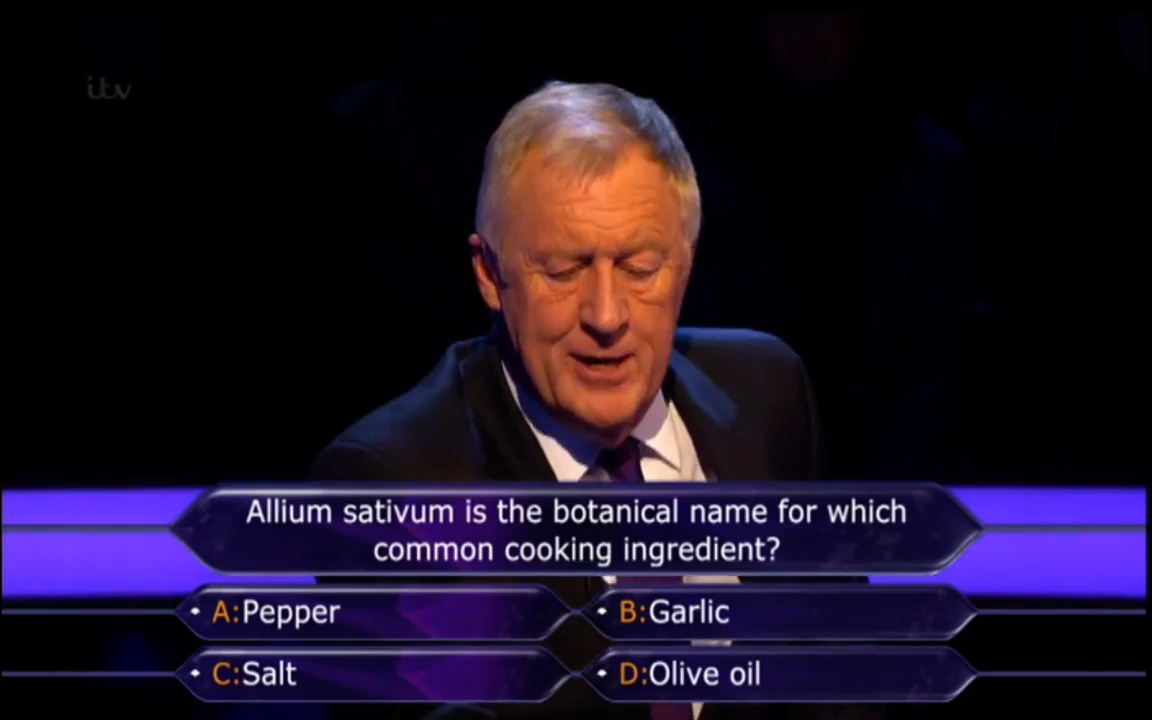 itv
Allium sativum is the botanical name for which
common cooking ingredient?
A:Pepper
B:Garlic
C:Salt
D:Olive oil